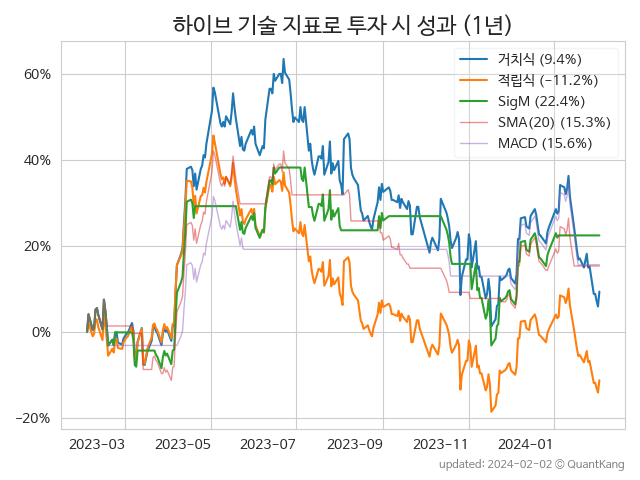 하이브 기술 지표로 투자 시 성과 (1년)
거치식 (9.4%)
적립식 (−11.2%)
SigM (22.4%)
SMA(20) (15.3%)
MACD (15.6%)
60%
40%
20%
0%
−20%
2023-03 2023-05 2023-07 2023-09 2023-11 2024-01
updated: 2024-02-02 © QuantKang